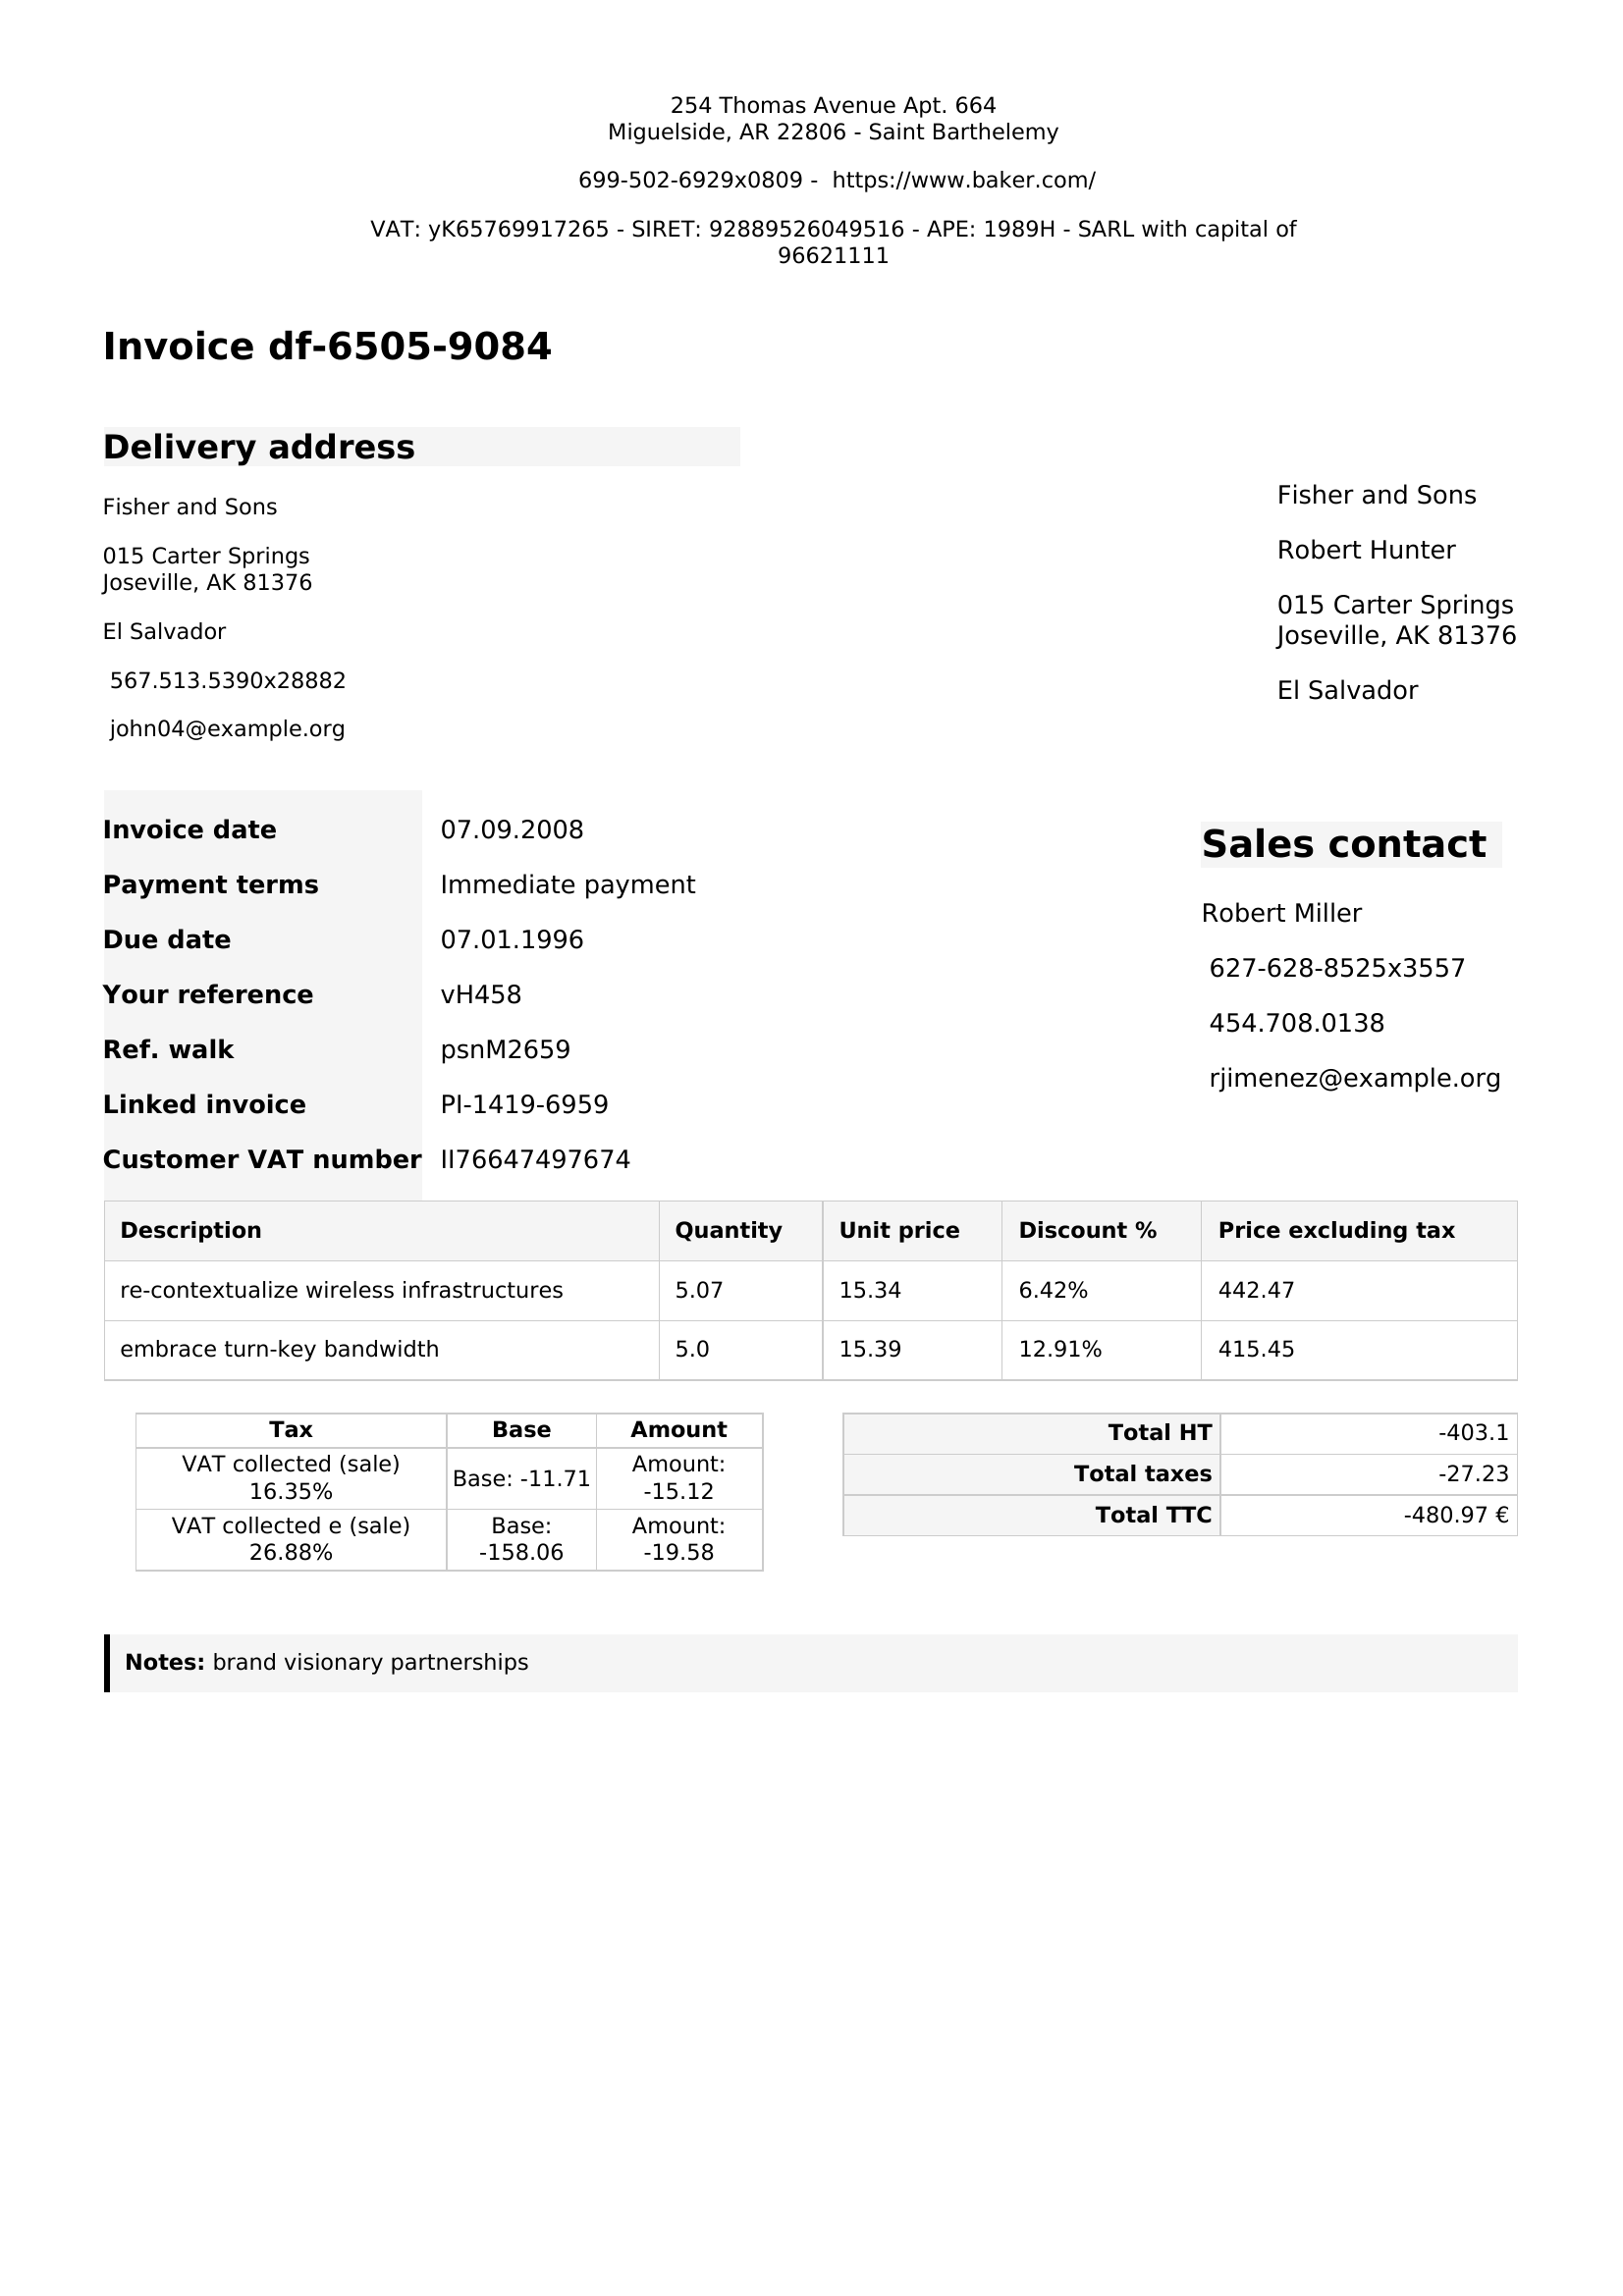 254 Thomas Avenue Apt. 664
Miguelside, AR 22806 - Saint Barthelemy
699-502-6929x0809 -  https://www.baker.com/
VAT: yK65769917265 - SIRET: 92889526049516 - APE: 1989H - SARL with capital of
96621111
Invoice df-6505-9084
Delivery address
Fisher and Sons
015 Carter Springs
Joseville, AK 81376
El Salvador
567.513.5390x28882
john04@example.org
Fisher and Sons
Robert Hunter
015 Carter Springs
Joseville, AK 81376
El Salvador
Invoice date 07.09.2008
Payment terms Immediate payment
Due date 07.01.1996
Your reference vH458
Ref. walk psnM2659
Linked invoice PI-1419-6959
Customer VAT number II76647497674
Sales contact
Robert Miller
627-628-8525x3557
454.708.0138
rjimenez@example.org
Description Quantity Unit price Discount % Price excluding tax
re-contextualize wireless infrastructures 5.07 15.34 6.42% 442.47
embrace turn-key bandwidth 5.0 15.39 12.91% 415.45
Tax Base Amount
VAT collected (sale) 16.35% Base: -11.71 Amount: -15.12
VAT collected e (sale) 26.88% Base: -158.06 Amount: -19.58
Total HT -403.1
Total taxes -27.23
Total TTC -480.97 €
Notes: brand visionary partnerships